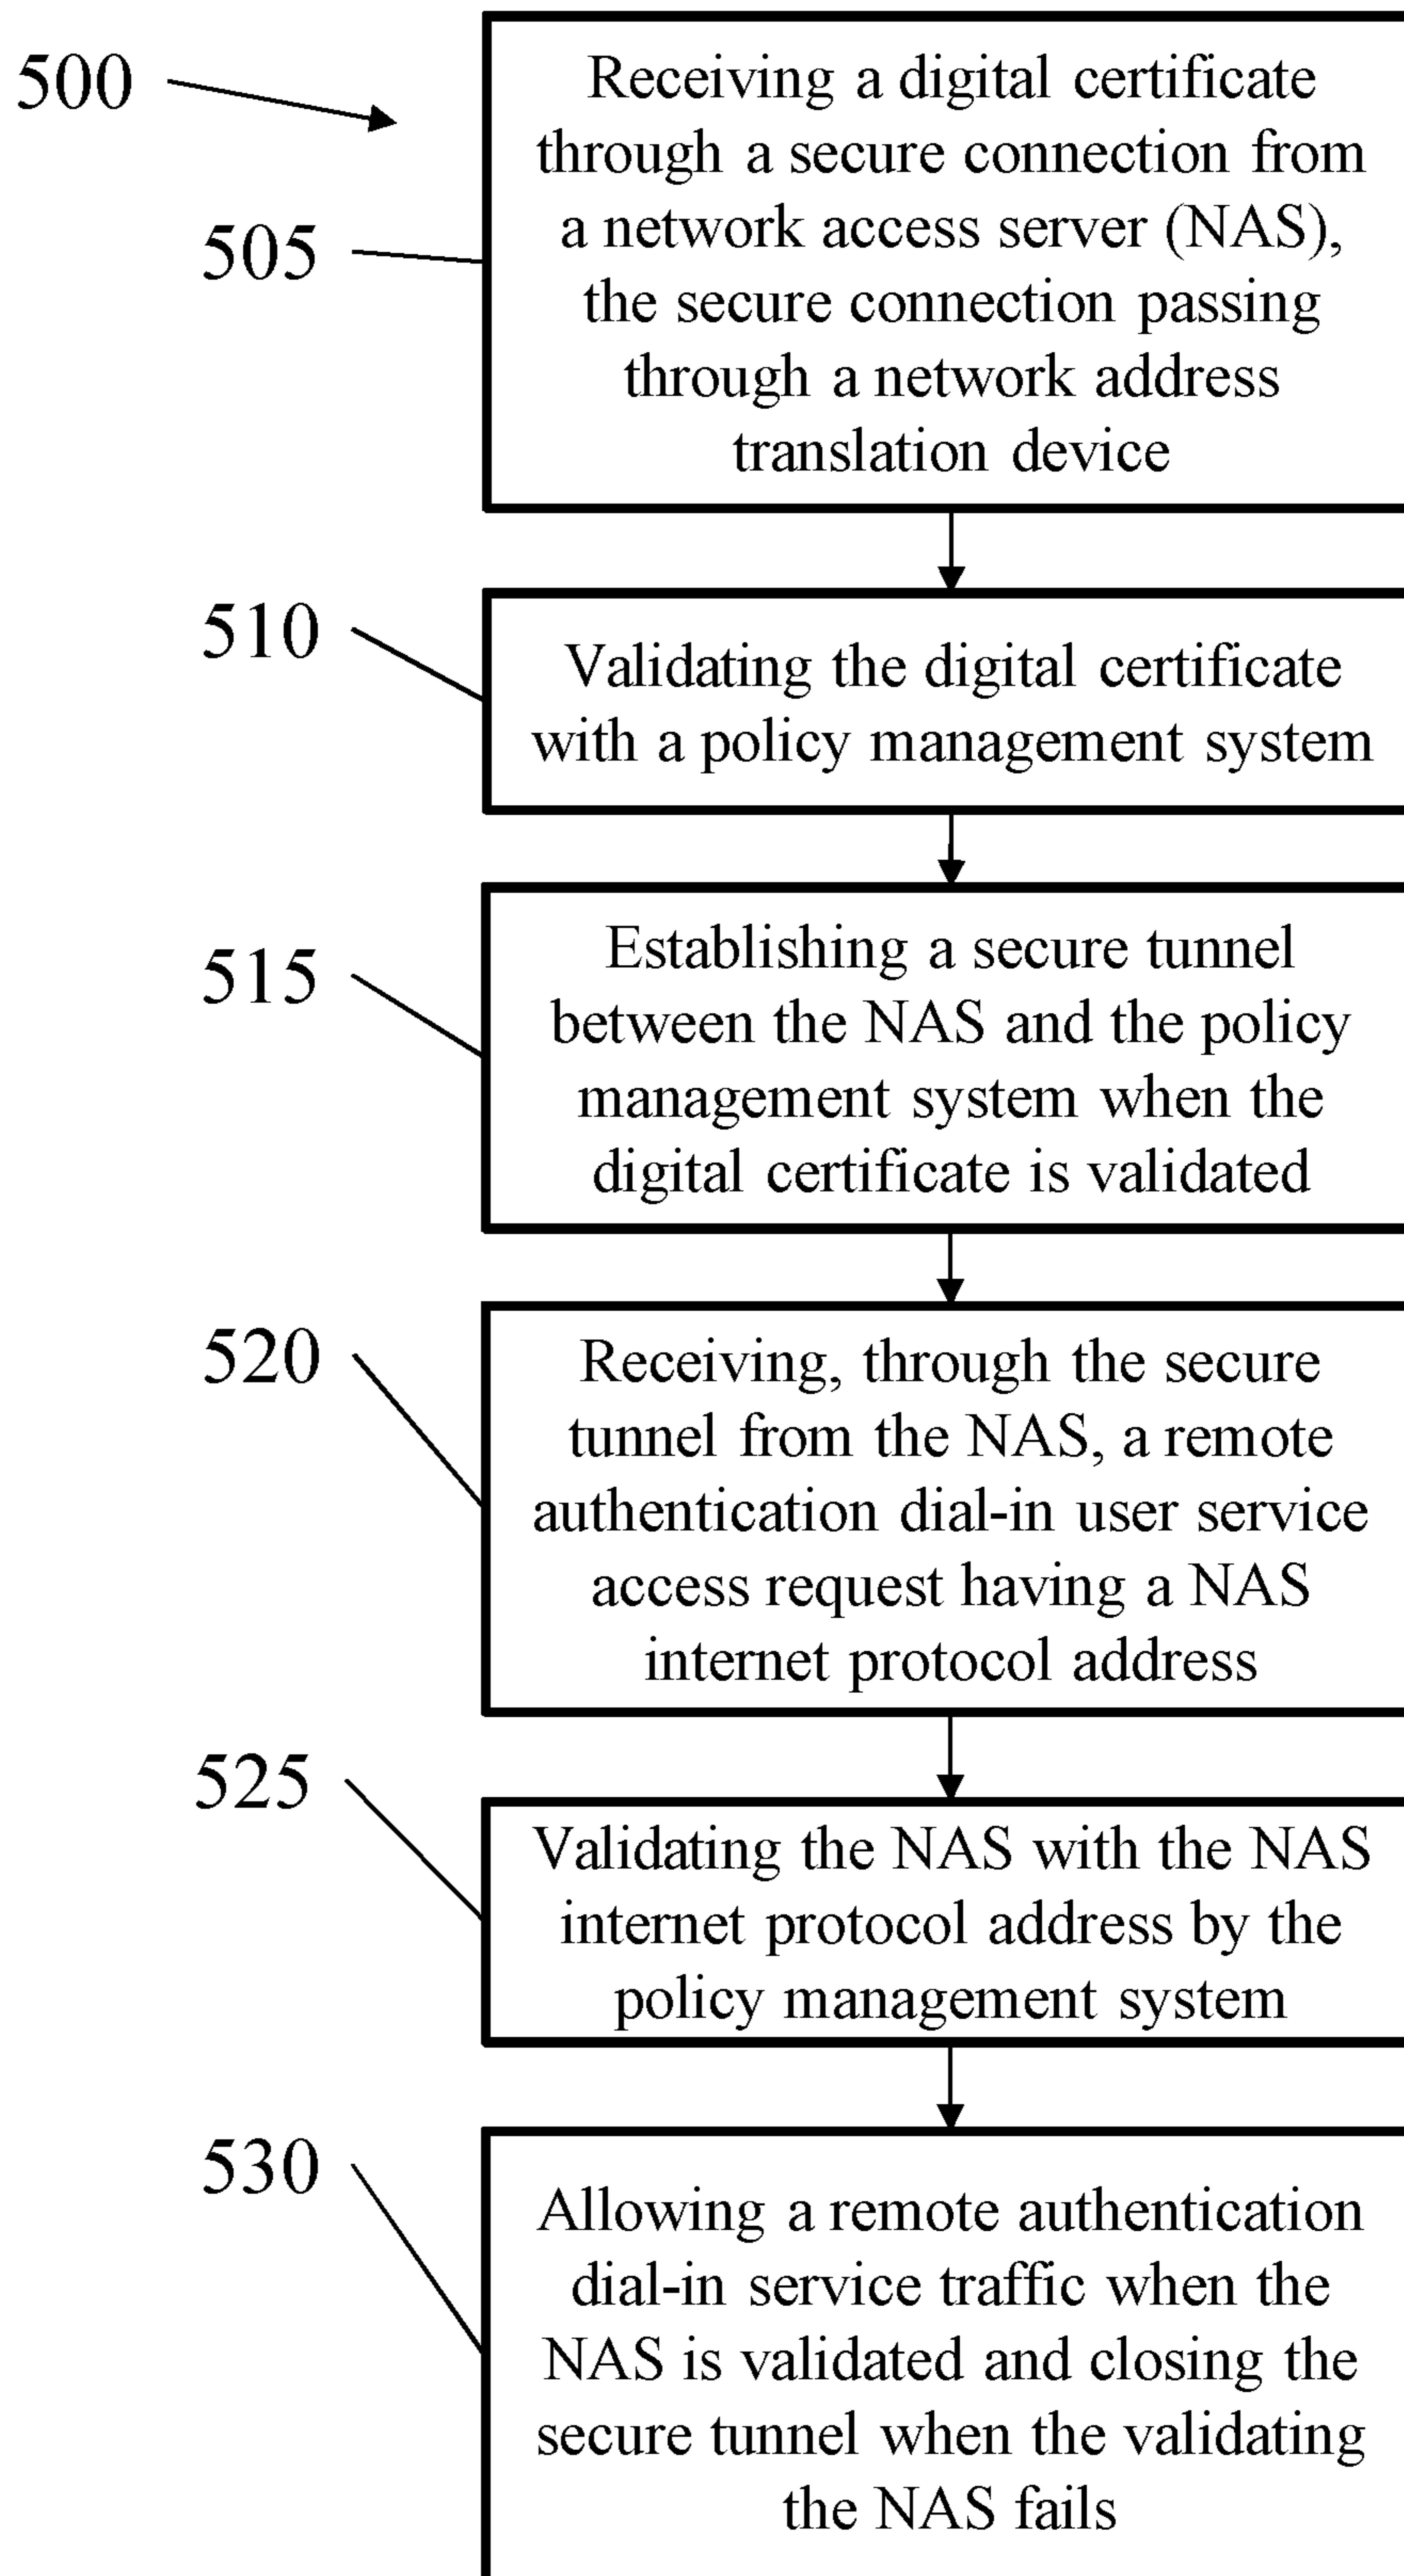 500
Receiving a digital certificate
through a secure connection from
a network access server (NAS),
the secure connection passing
through a network address
translation device
505
510
Validating the digital certificate
with a policy management system
515
Establishing a secure tunnel
between the NAS and the policy
management system when the
digital certificate is validated
520
Receiving, through the secure
tunnel from the NAS, a remote
authentication dial-in user service
access request having a NAS
internet protocol address
525
Validating the NAS with the NAS
internet protocol address by the
policy management system
530
Allowing a remote authentication
dial-in service traffic when the
NAS is validated and closing the
secure tunnel when the validating
the NAS fails